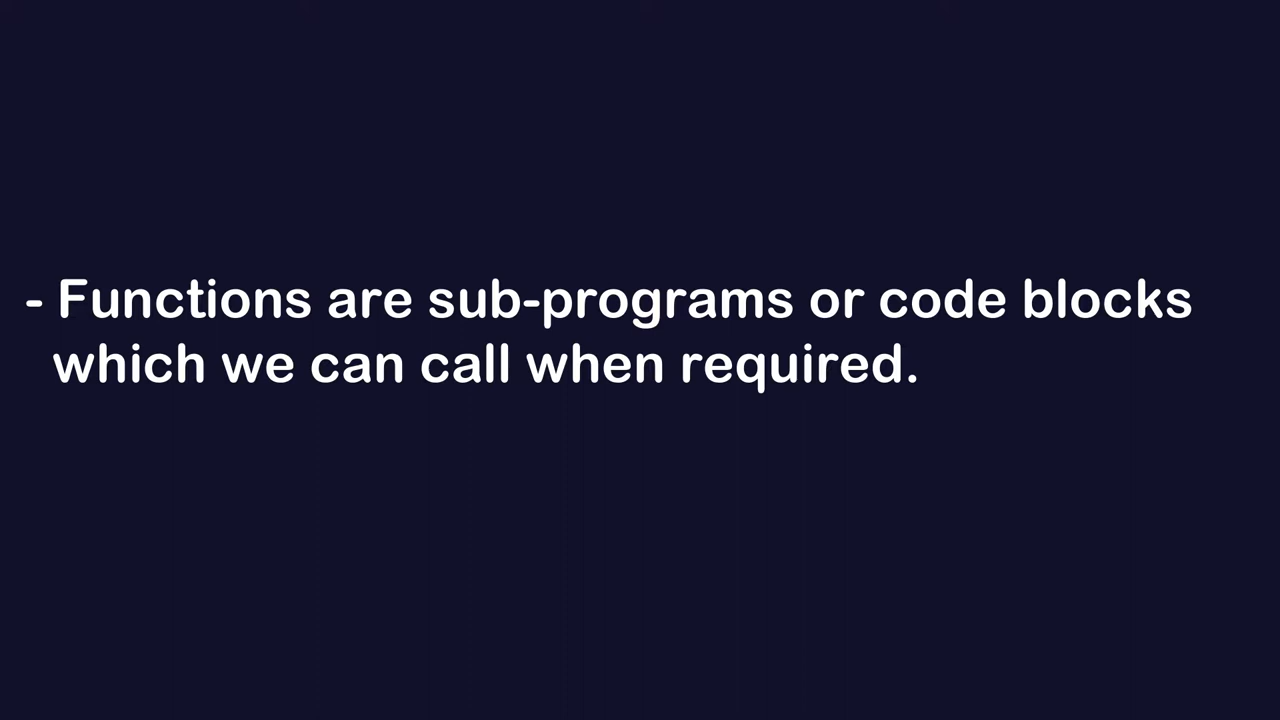 - Functions are sub-programs or code blocks
which we can call when required.